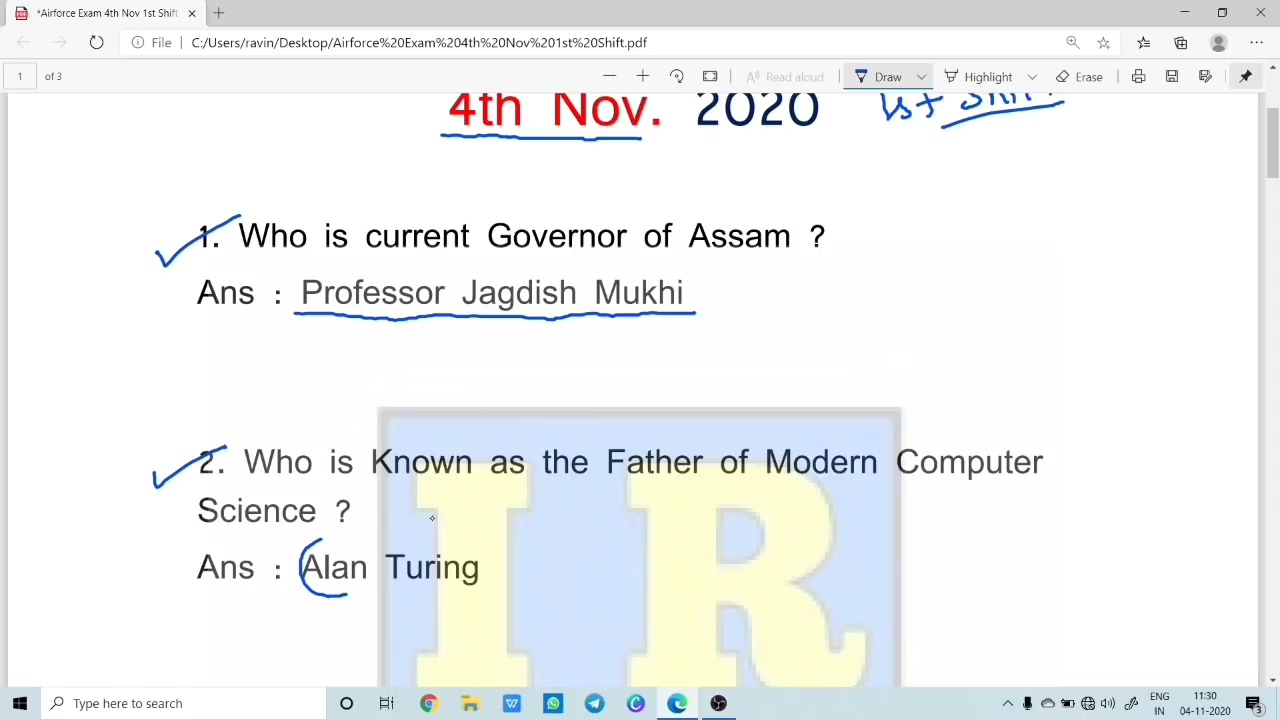 *Airforce Exam 4th Nov 1st Shift
File
C:/Users/ravin/Desktop/Airforce%20Exam%204th%20Nov%201st%20Shift.pdf
1 of 3
Read aloud
Draw
Highlight
Erase
4th Nov. 2020
1st Shift
1. Who is current Governor of Assam ?
Ans : Professor Jagdish Mukhi
2. Who is Known as the Father of Modern Computer
Science ?
Ans : Alan Turing
I R
Type here to search
ENG
IN
11:30
04-11-2020
3